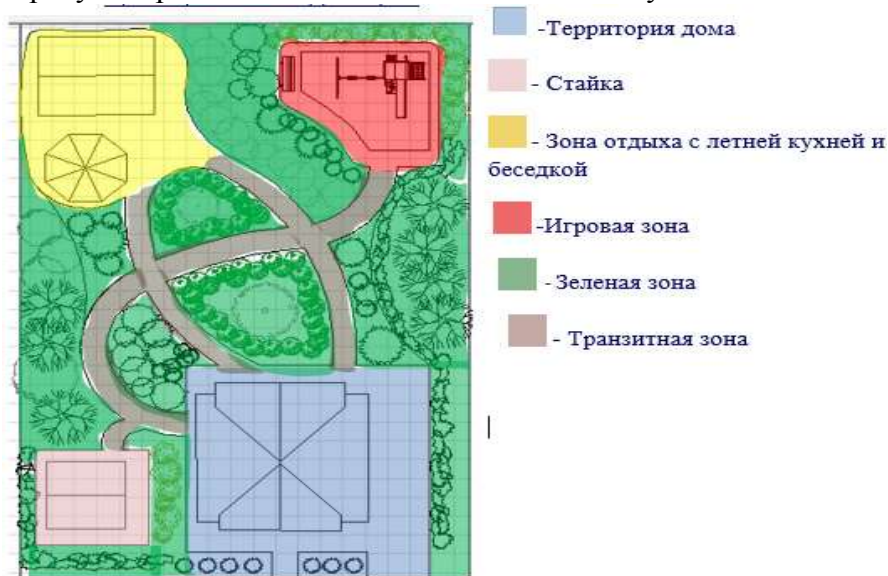 -Территория дома
- Стайка
- Зона отдыха с летней кухней и
беседкой
-Игровая зона
- Зеленая зона
- Транзитная зона